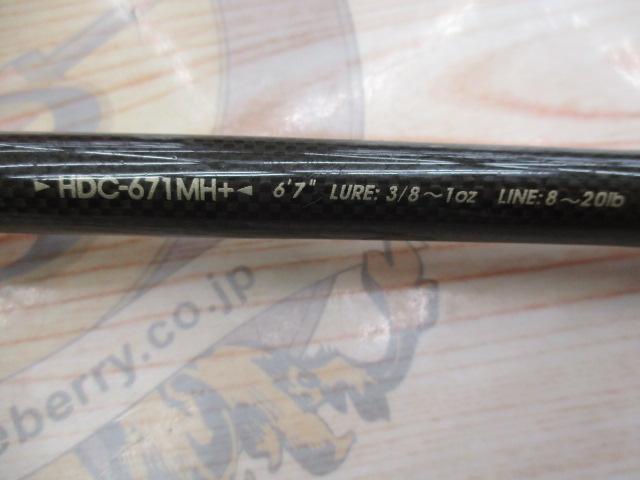 ►HDC-671MH+◄ 6'7" LURE: 3/8～1oz LINE: 8～20lb
eberry.co.jp